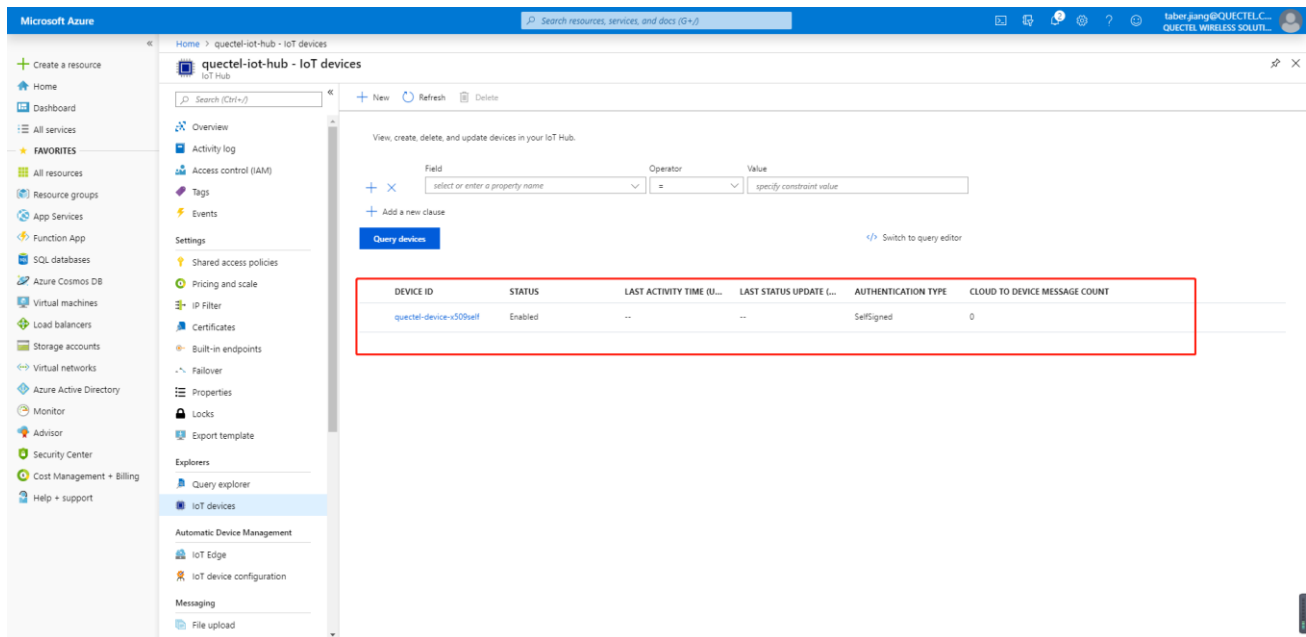 Microsoft Azure
Search resources, services, and docs (G+/)
2
taber.jiang@QUECTEL.C...
QUECTEL WIRELESS SOLUTI...
Create a resource
Home
Dashboard
All services
FAVORITES
All resources
Resource groups
App Services
Function App
SQL databases
Azure Cosmos DB
Virtual machines
Load balancers
Storage accounts
Virtual networks
Azure Active Directory
Monitor
Advisor
Security Center
Cost Management + Billing
Help + support
Home > quectel-iot-hub - IoT devices
quectel-iot-hub - IoT devices
IoT Hub
Search (Ctrl+/)
Overview
Activity log
Access control (IAM)
Tags
Events
Settings
Shared access policies
Pricing and scale
IP Filter
Certificates
Built-in endpoints
Failover
Properties
Locks
Export template
Explorers
Query explorer
IoT devices
Automatic Device Management
IoT Edge
IoT device configuration
Messaging
File upload
New Refresh Delete
View, create, delete, and update devices in your IoT Hub.
Field Operator Value
select or enter a property name = specify constraint value
Add a new clause
Query devices </> Switch to query editor
DEVICE ID STATUS LAST ACTIVITY TIME (U... LAST STATUS UPDATE (... AUTHENTICATION TYPE CLOUD TO DEVICE MESSAGE COUNT
quectel-device-x509self Enabled -- -- SelfSigned 0